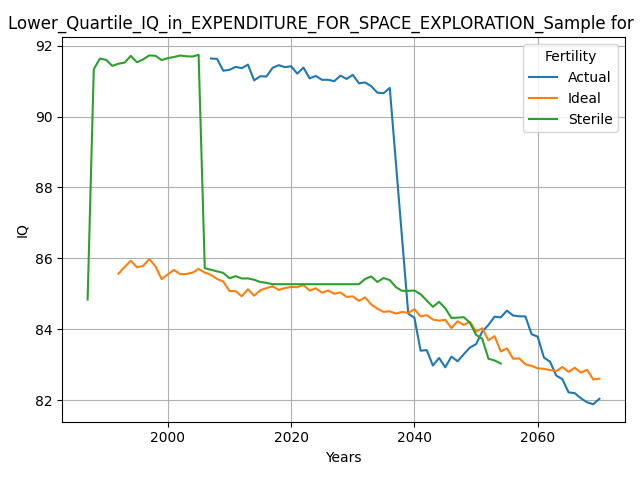 Lower_Quartile_IQ_in_EXPENDITURE_FOR_SPACE_EXPLORATION_Sample for
92
90
88
86
84
82
IQ
Fertility
Actual
Ideal
Sterile
2000
2020
2040
2060
Years